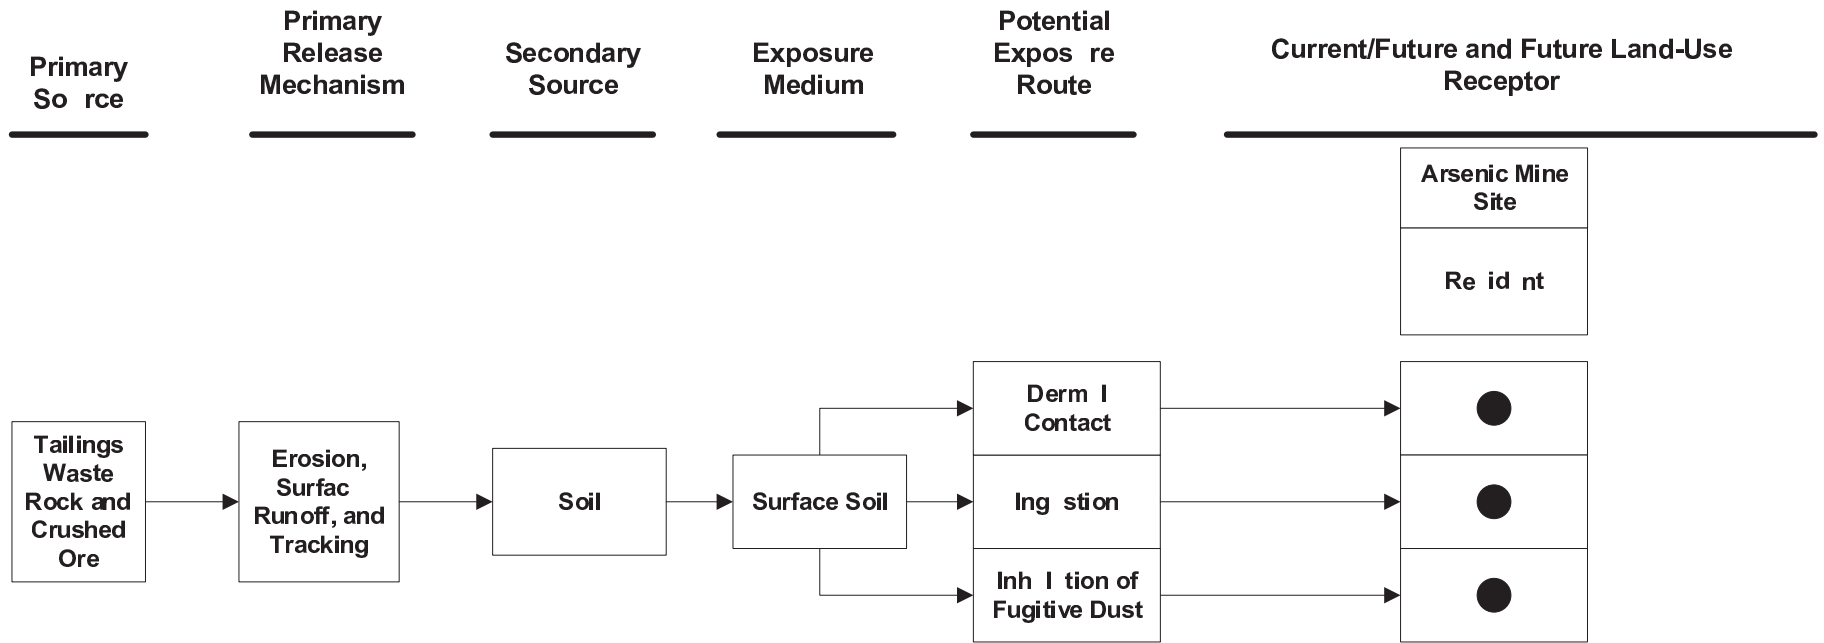 Primary
So rce
Primary
Release
Mechanism
Secondary
Source
Exposure
Medium
Potential
Expos re
Route
Current/Future and Future Land-Use
Receptor
Arsenic Mine
Site
Re id nt
Tailings
Waste
Rock and
Crushed
Ore
Erosion,
Surfac
Runoff, and
Tracking
Soil
Surface Soil
Derm l
Contact
Ing stion
Inh l tion of
Fugitive Dust